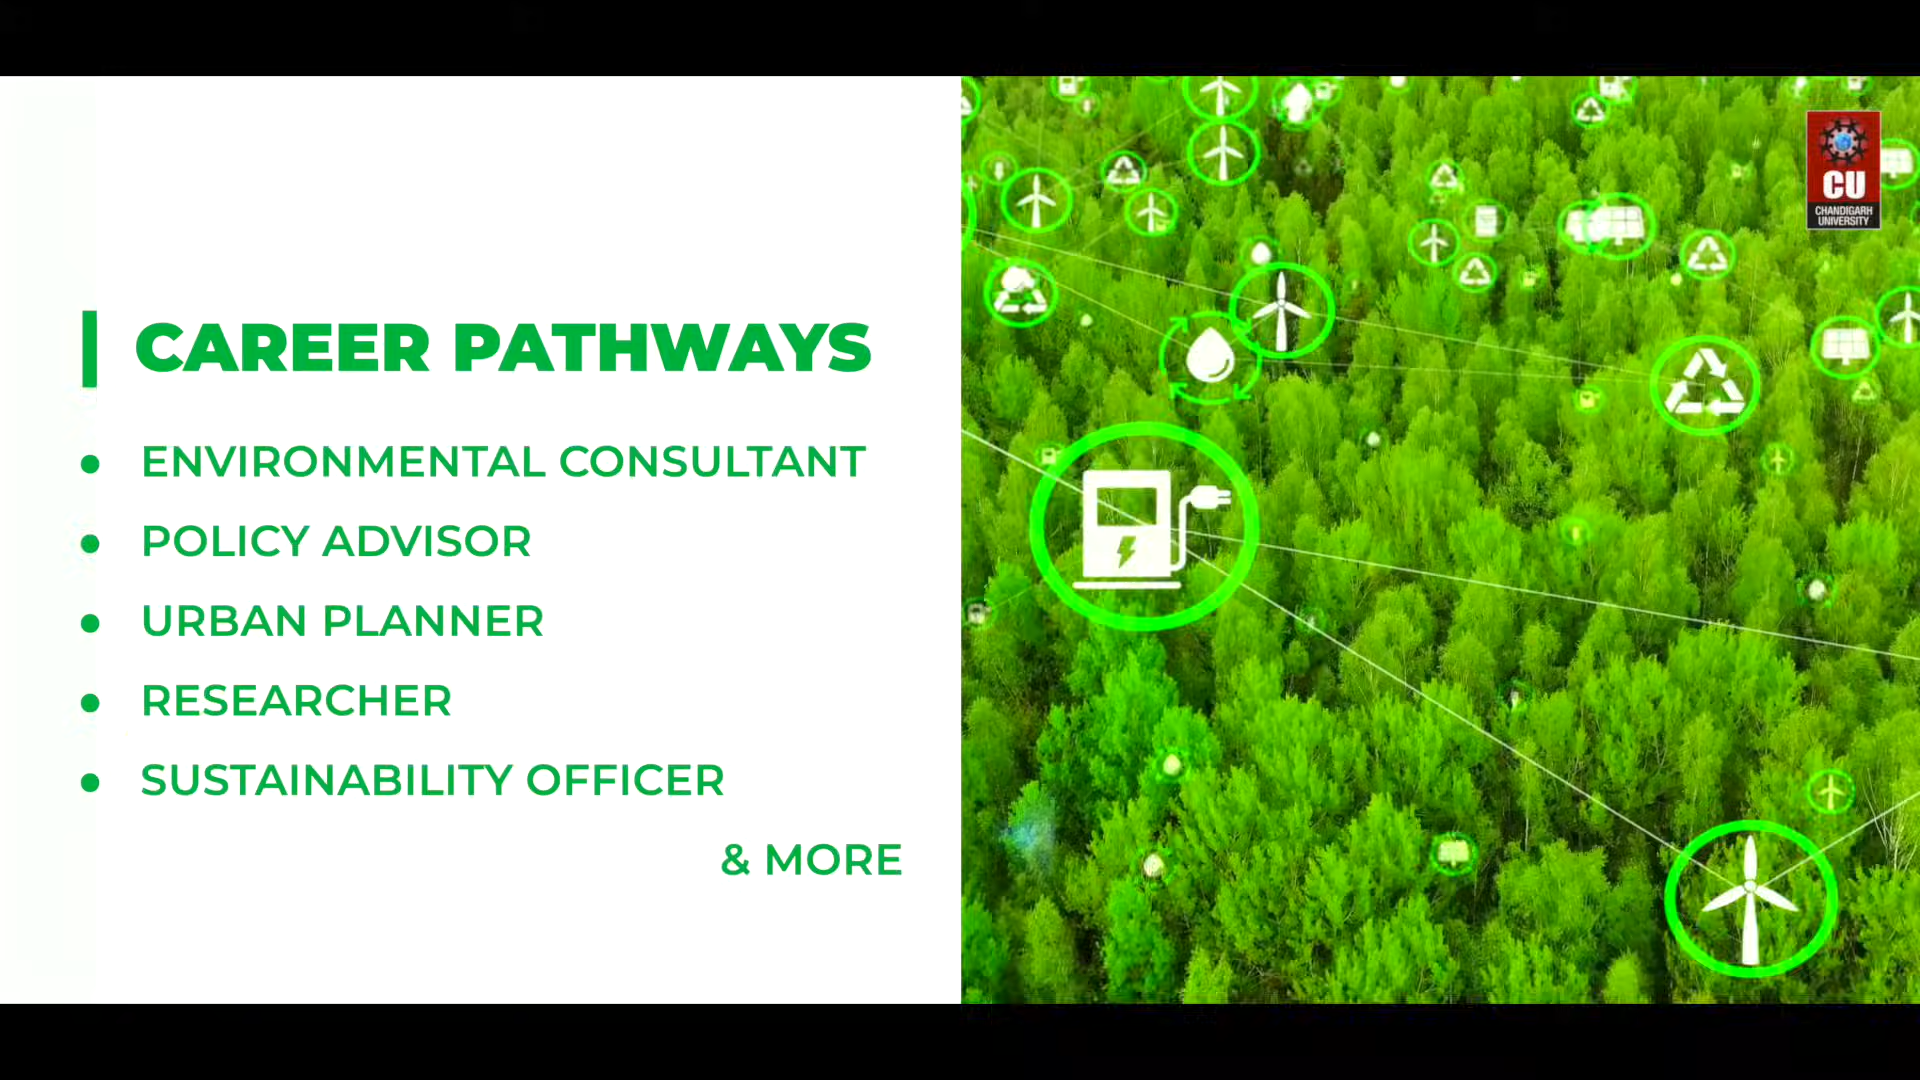 CAREER PATHWAYS
• ENVIRONMENTAL CONSULTANT
• POLICY ADVISOR
• URBAN PLANNER
• RESEARCHER
• SUSTAINABILITY OFFICER
& MORE
CU
CHANDIGARH
UNIVERSITY